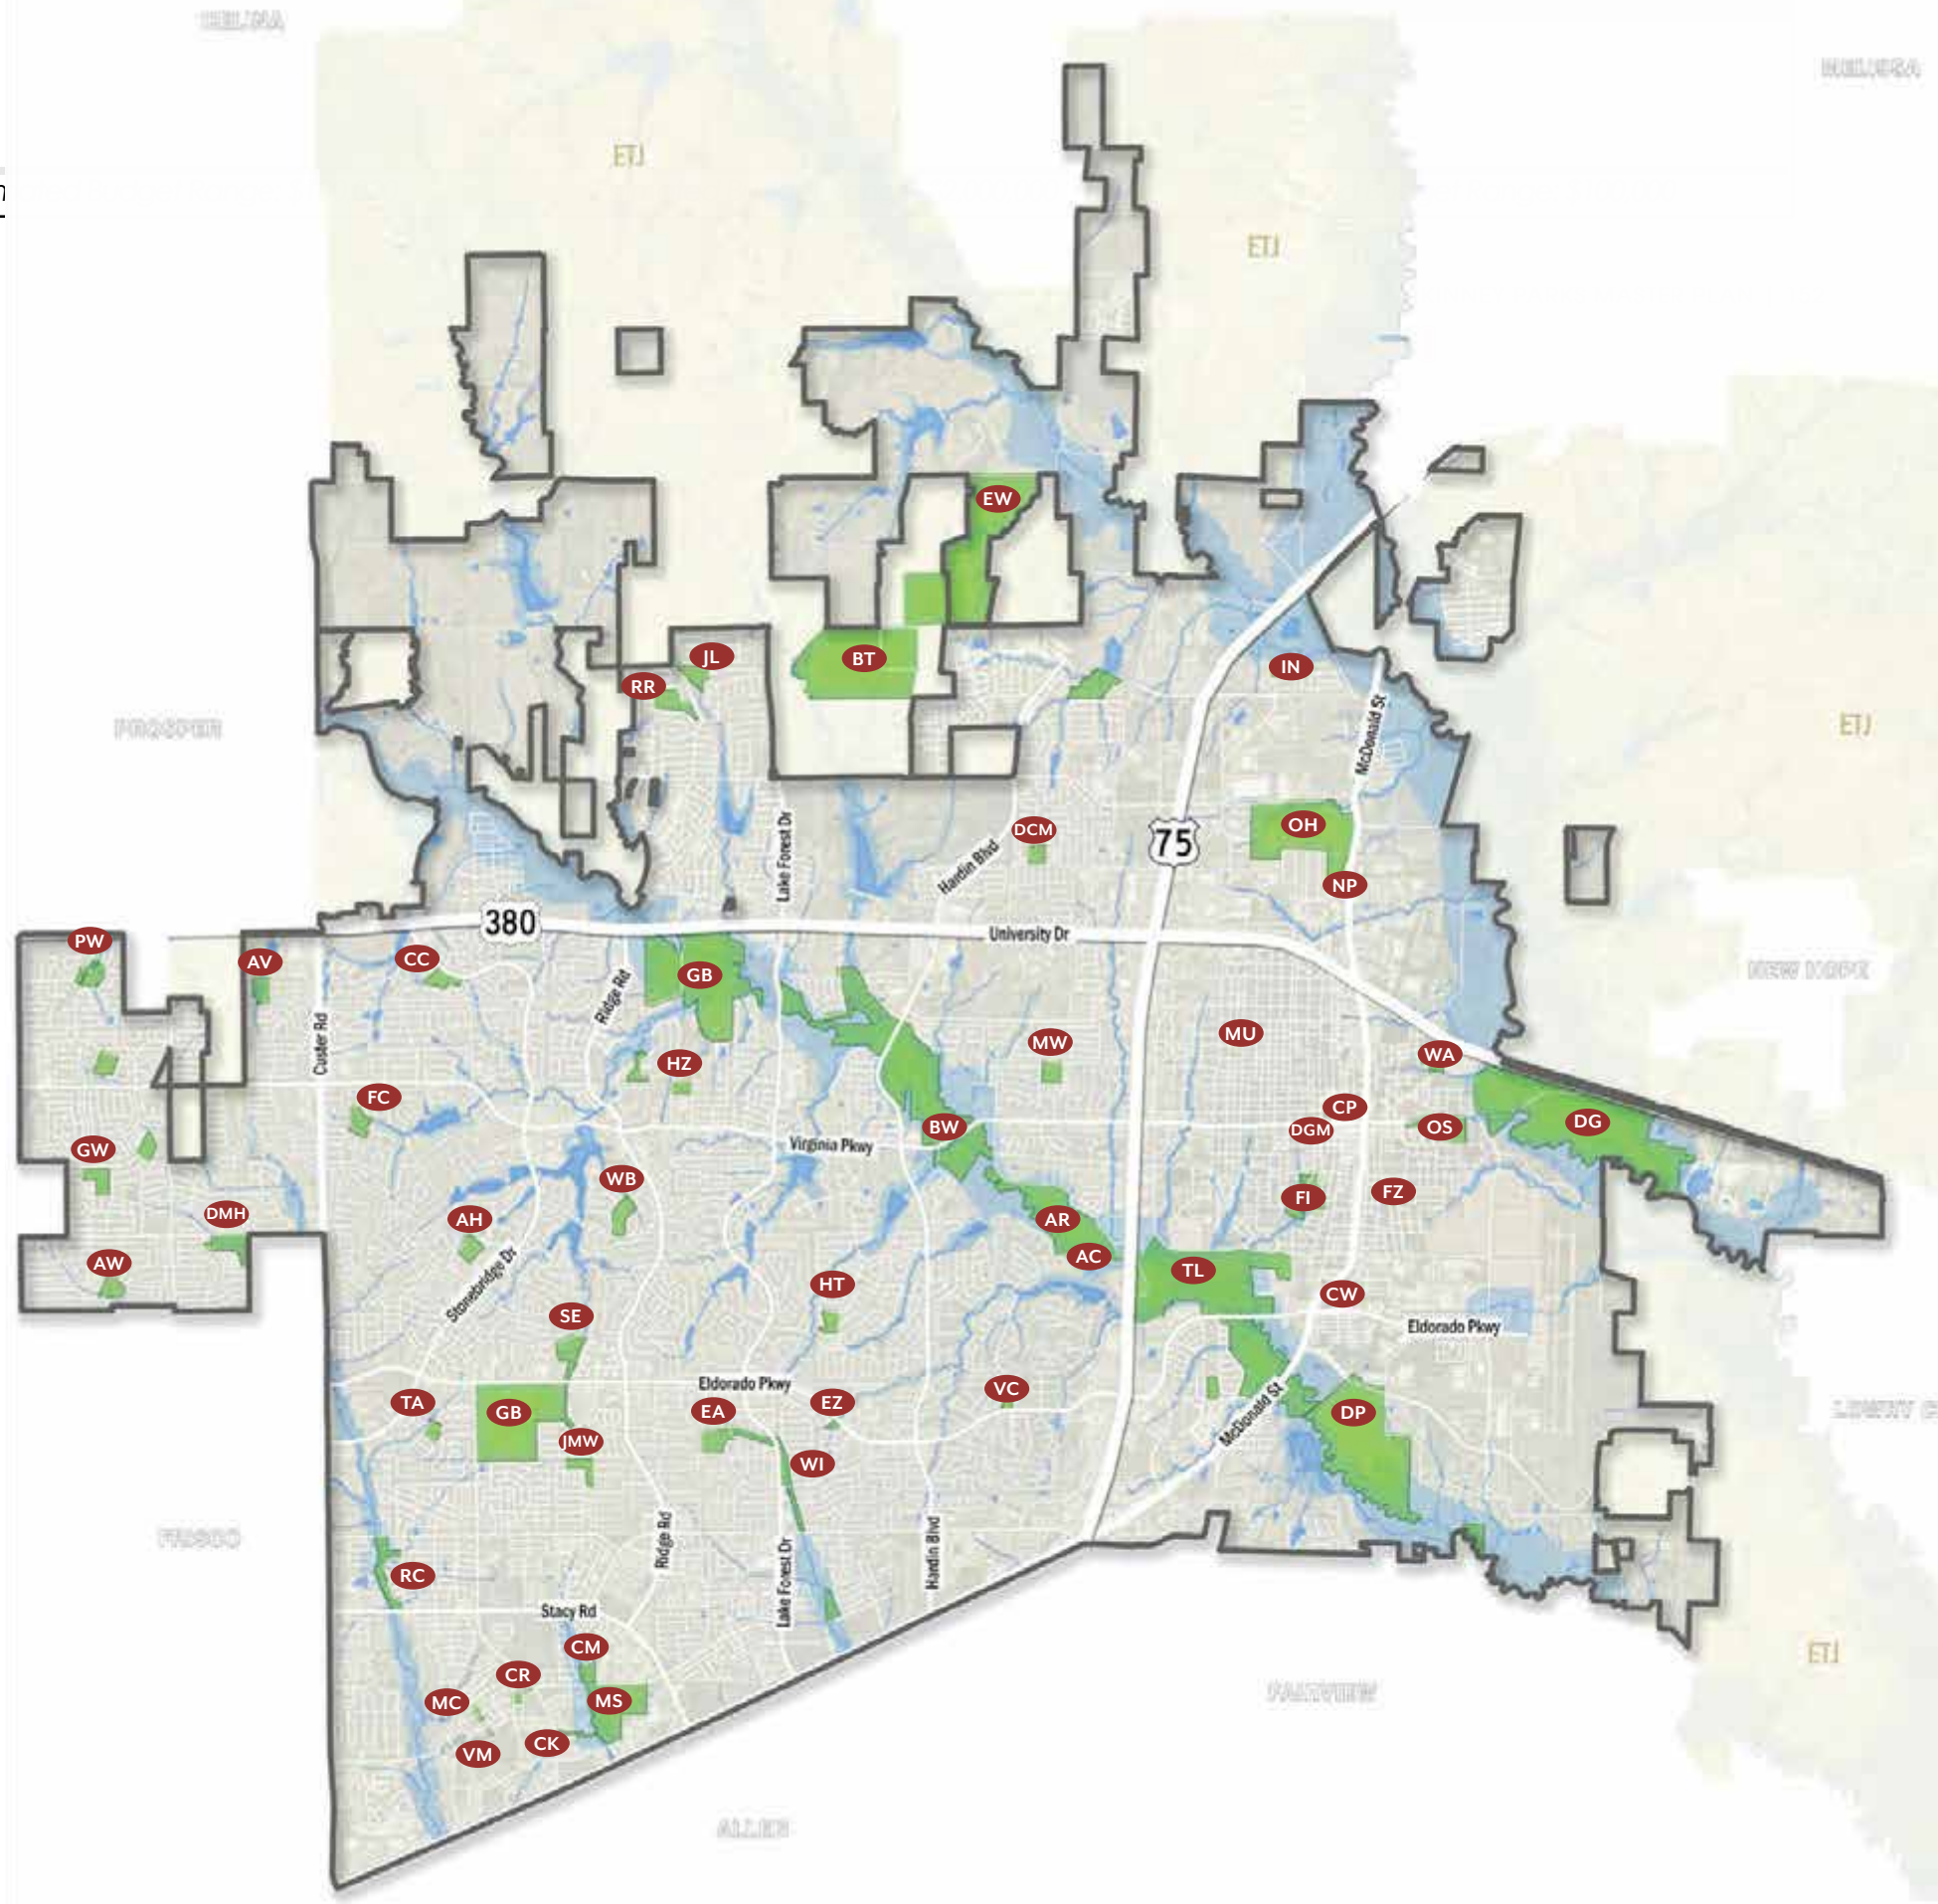 CELINA
MELISSA
ETJ
ETJ
EW
JL
BT
IN
RR
McDonald St
ETJ
PROSPER
Lake Forest Dr
DCM
OH
75
Hardin Blvd
NP
380
University Dr
PW
AV
CC
GB
NEW HOPE
Ridge Rd
Custer Rd
MW
MU
WA
HZ
FC
CP
BW
DGM
OS
DG
GW
Virginia Pkwy
WB
FZ
FI
DMH
AH
AR
AC
AW
TL
Stonebridge Dr
HT
CW
SE
Eldorado Pkwy
Eldorado Pkwy
VC
TA
GB
EA
EZ
DP
McDonald St
LOWRY C
JMW
WI
FRISCO
Ridge Rd
Hardin Blvd
Lake Forest Dr
RC
Stacy Rd
CM
ETJ
CR
MC
MS
FAIRVIEW
CK
VM
ALLEN